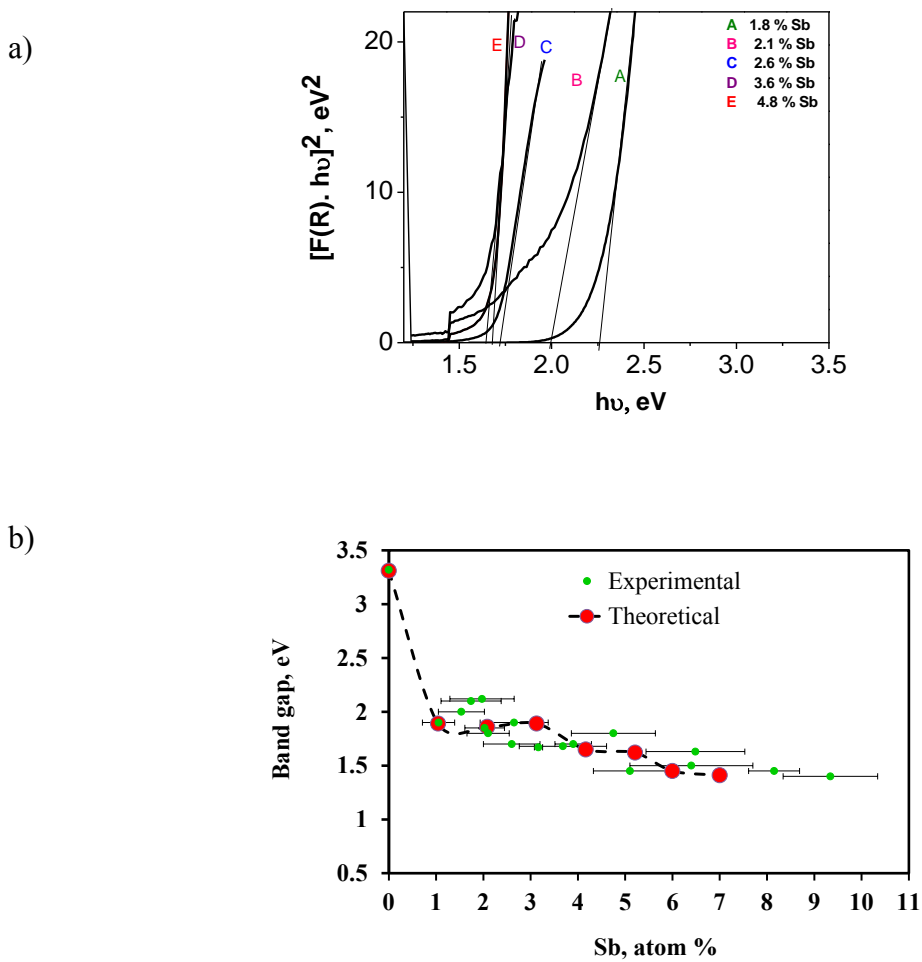 a)
[F(R). hυ]², eV²
20
10
0
E
D
C
B
A
A 1.8 % Sb
B 2.1 % Sb
C 2.6 % Sb
D 3.6 % Sb
E 4.8 % Sb
1.5 2.0 2.5 3.0 3.5
hυ, eV
b)
Band gap, eV
3.5
3
2.5
2
1.5
1
0.5
Experimental
Theoretical
0 1 2 3 4 5 6 7 8 9 10 11
Sb, atom %